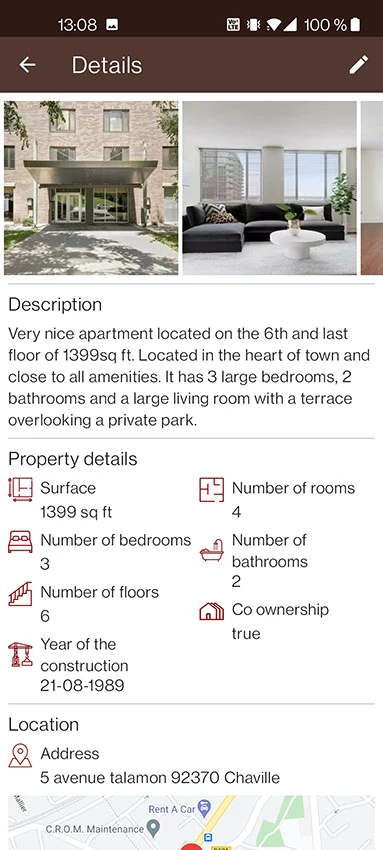 13:08 100 %
Details
Description
Very nice apartment located on the 6th and last
floor of 1399sq ft. Located in the heart of town and
close to all amenities. It has 3 large bedrooms, 2
bathrooms and a large living room with a terrace
overlooking a private park.
Property details
Surface
1399 sq ft
Number of rooms
4
Number of bedrooms
3
Number of
bathrooms
2
Number of floors
6
Co ownership
true
Year of the
construction
21-08-1989
Location
Address
5 avenue talamon 92370 Chaville
Rent A Car
C.R.O.M. Maintenance